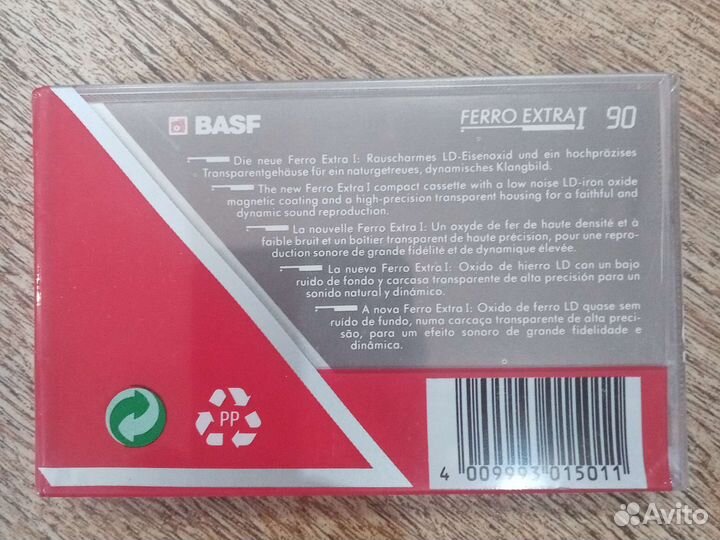 BASF FERRO EXTRA I 90
Die neue Ferro Extra I: Rauscharmes LD-Eisenoxid und ein hochpräzises
Transparentgehäuse für ein naturgetreues, dynamisches Klangbild.
The new Ferro Extra I compact cassette with a low noise LD-iron oxide
magnetic coating and a high-precision transparent housing for a faithful and
dynamic sound reproduction.
La nouvelle Ferro Extra I: Un oxyde de fer de haute densité et à
faible bruit et un boîtier transparent de haute précision, pour une repro-
duction sonore de grande fidélité et de dynamique élevée.
La nueva Ferro Extra I: Oxido de hierro LD con un bajo
ruido de fondo y carcasa transparente de alta precisión para un
sonido natural y dinámico.
A nova Ferro Extra I: Oxido de ferro LD quase sem
ruído de fundo, numa carcaça transparente de alta preci-
são, para um efeito sonoro de grande fidelidade e
dinâmica.
PP
4 009993 015011
Avito